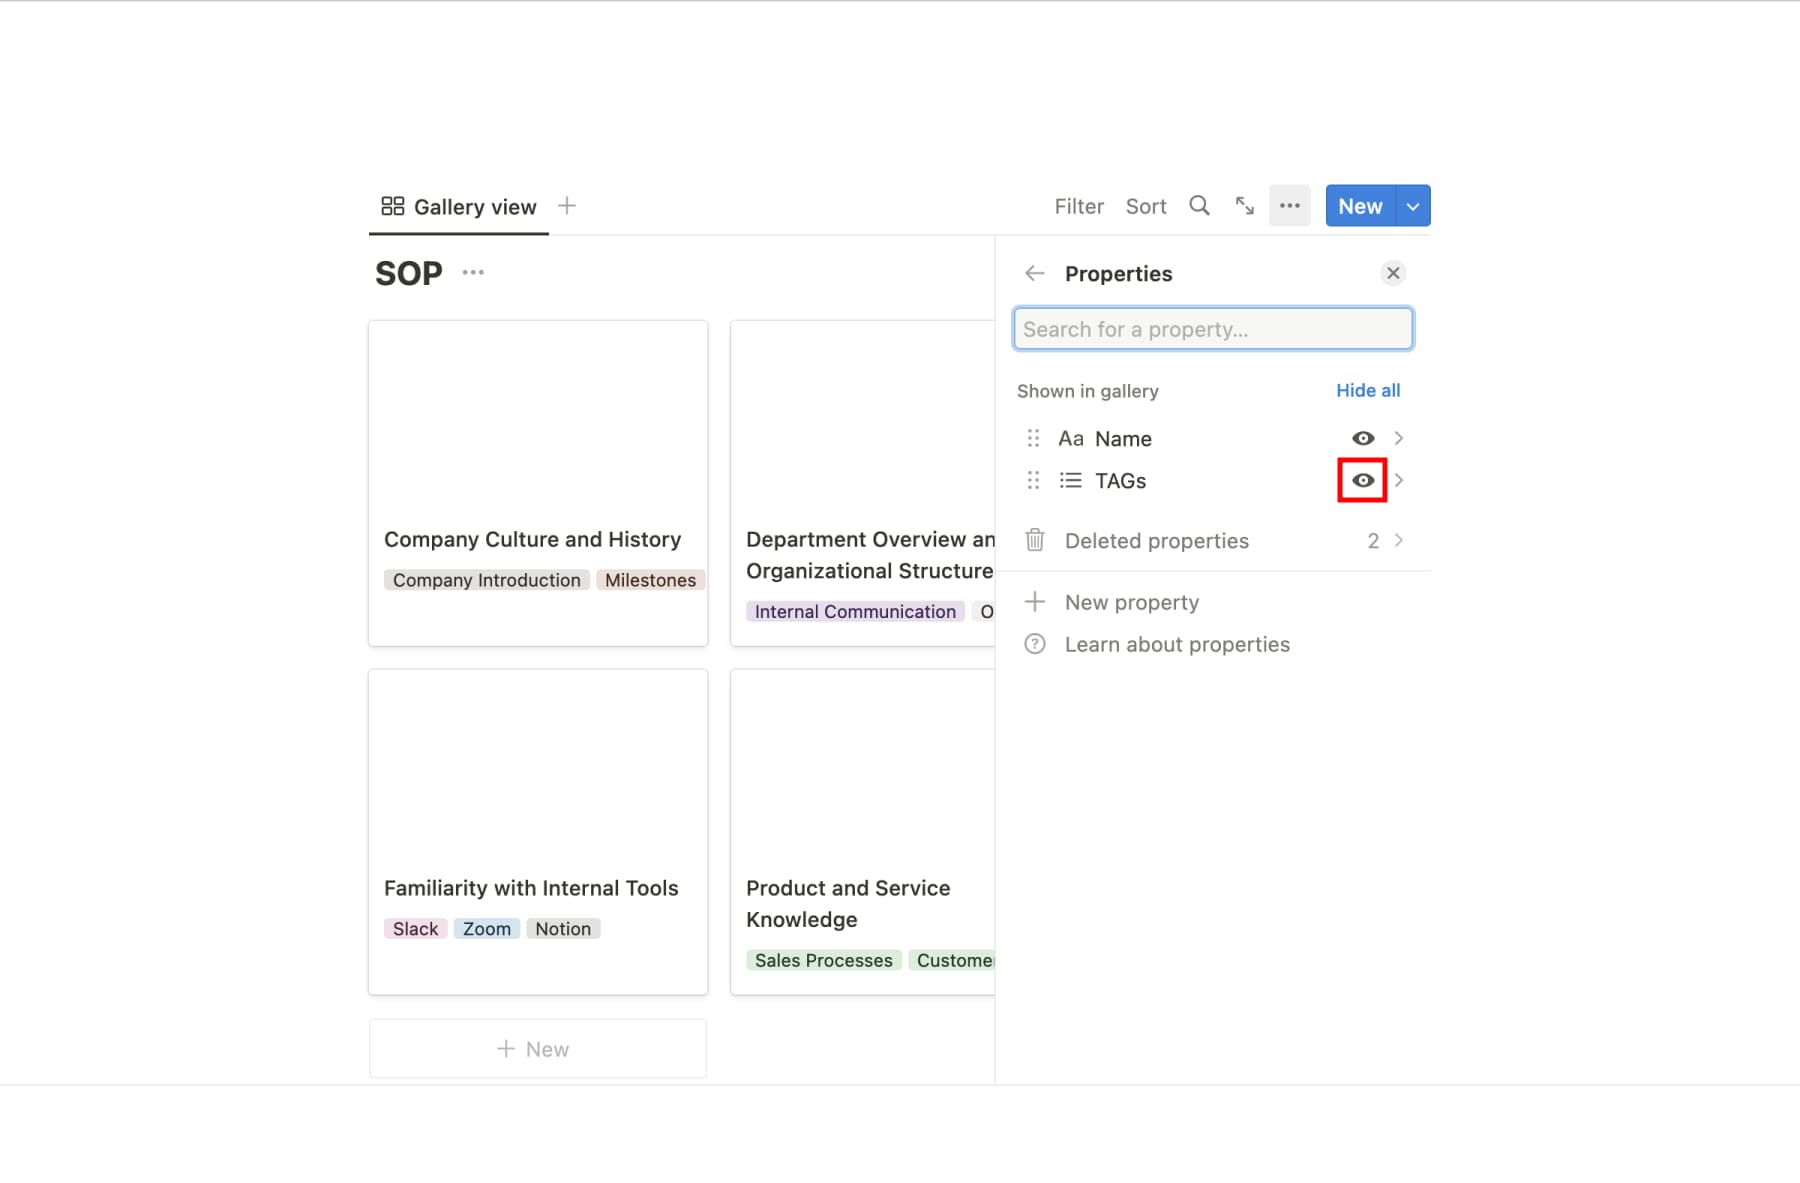 Gallery view
Filter Sort New
SOP
Properties
Search for a property...
Shown in gallery Hide all
Aa Name
TAGs
Deleted properties 2
New property
Learn about properties
Company Culture and History
Company Introduction Milestones
Department Overview an
Organizational Structure
Internal Communication O
Familiarity with Internal Tools
Slack Zoom Notion
Product and Service
Knowledge
Sales Processes Custome
New